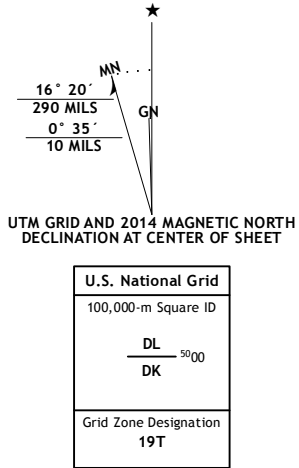 ★
MN
16° 20´
290 MILS
GN
0° 35´
10 MILS
UTM GRID AND 2014 MAGNETIC NORTH
DECLINATION AT CENTER OF SHEET
U.S. National Grid
100,000-m Square ID
DL
5000
DK
Grid Zone Designation
19T